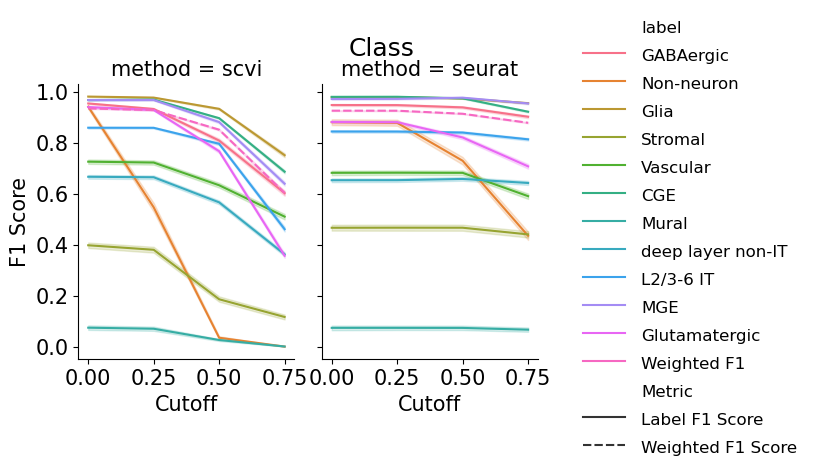 Class
method = scvi
method = seurat
F1 Score
1.0
0.8
0.6
0.4
0.2
0.0
0.00 0.25 0.50 0.75
0.00 0.25 0.50 0.75
Cutoff
Cutoff
label
GABAergic
Non-neuron
Glia
Stromal
Vascular
CGE
Mural
deep layer non-IT
L2/3-6 IT
MGE
Glutamatergic
Weighted F1
Metric
Label F1 Score
Weighted F1 Score